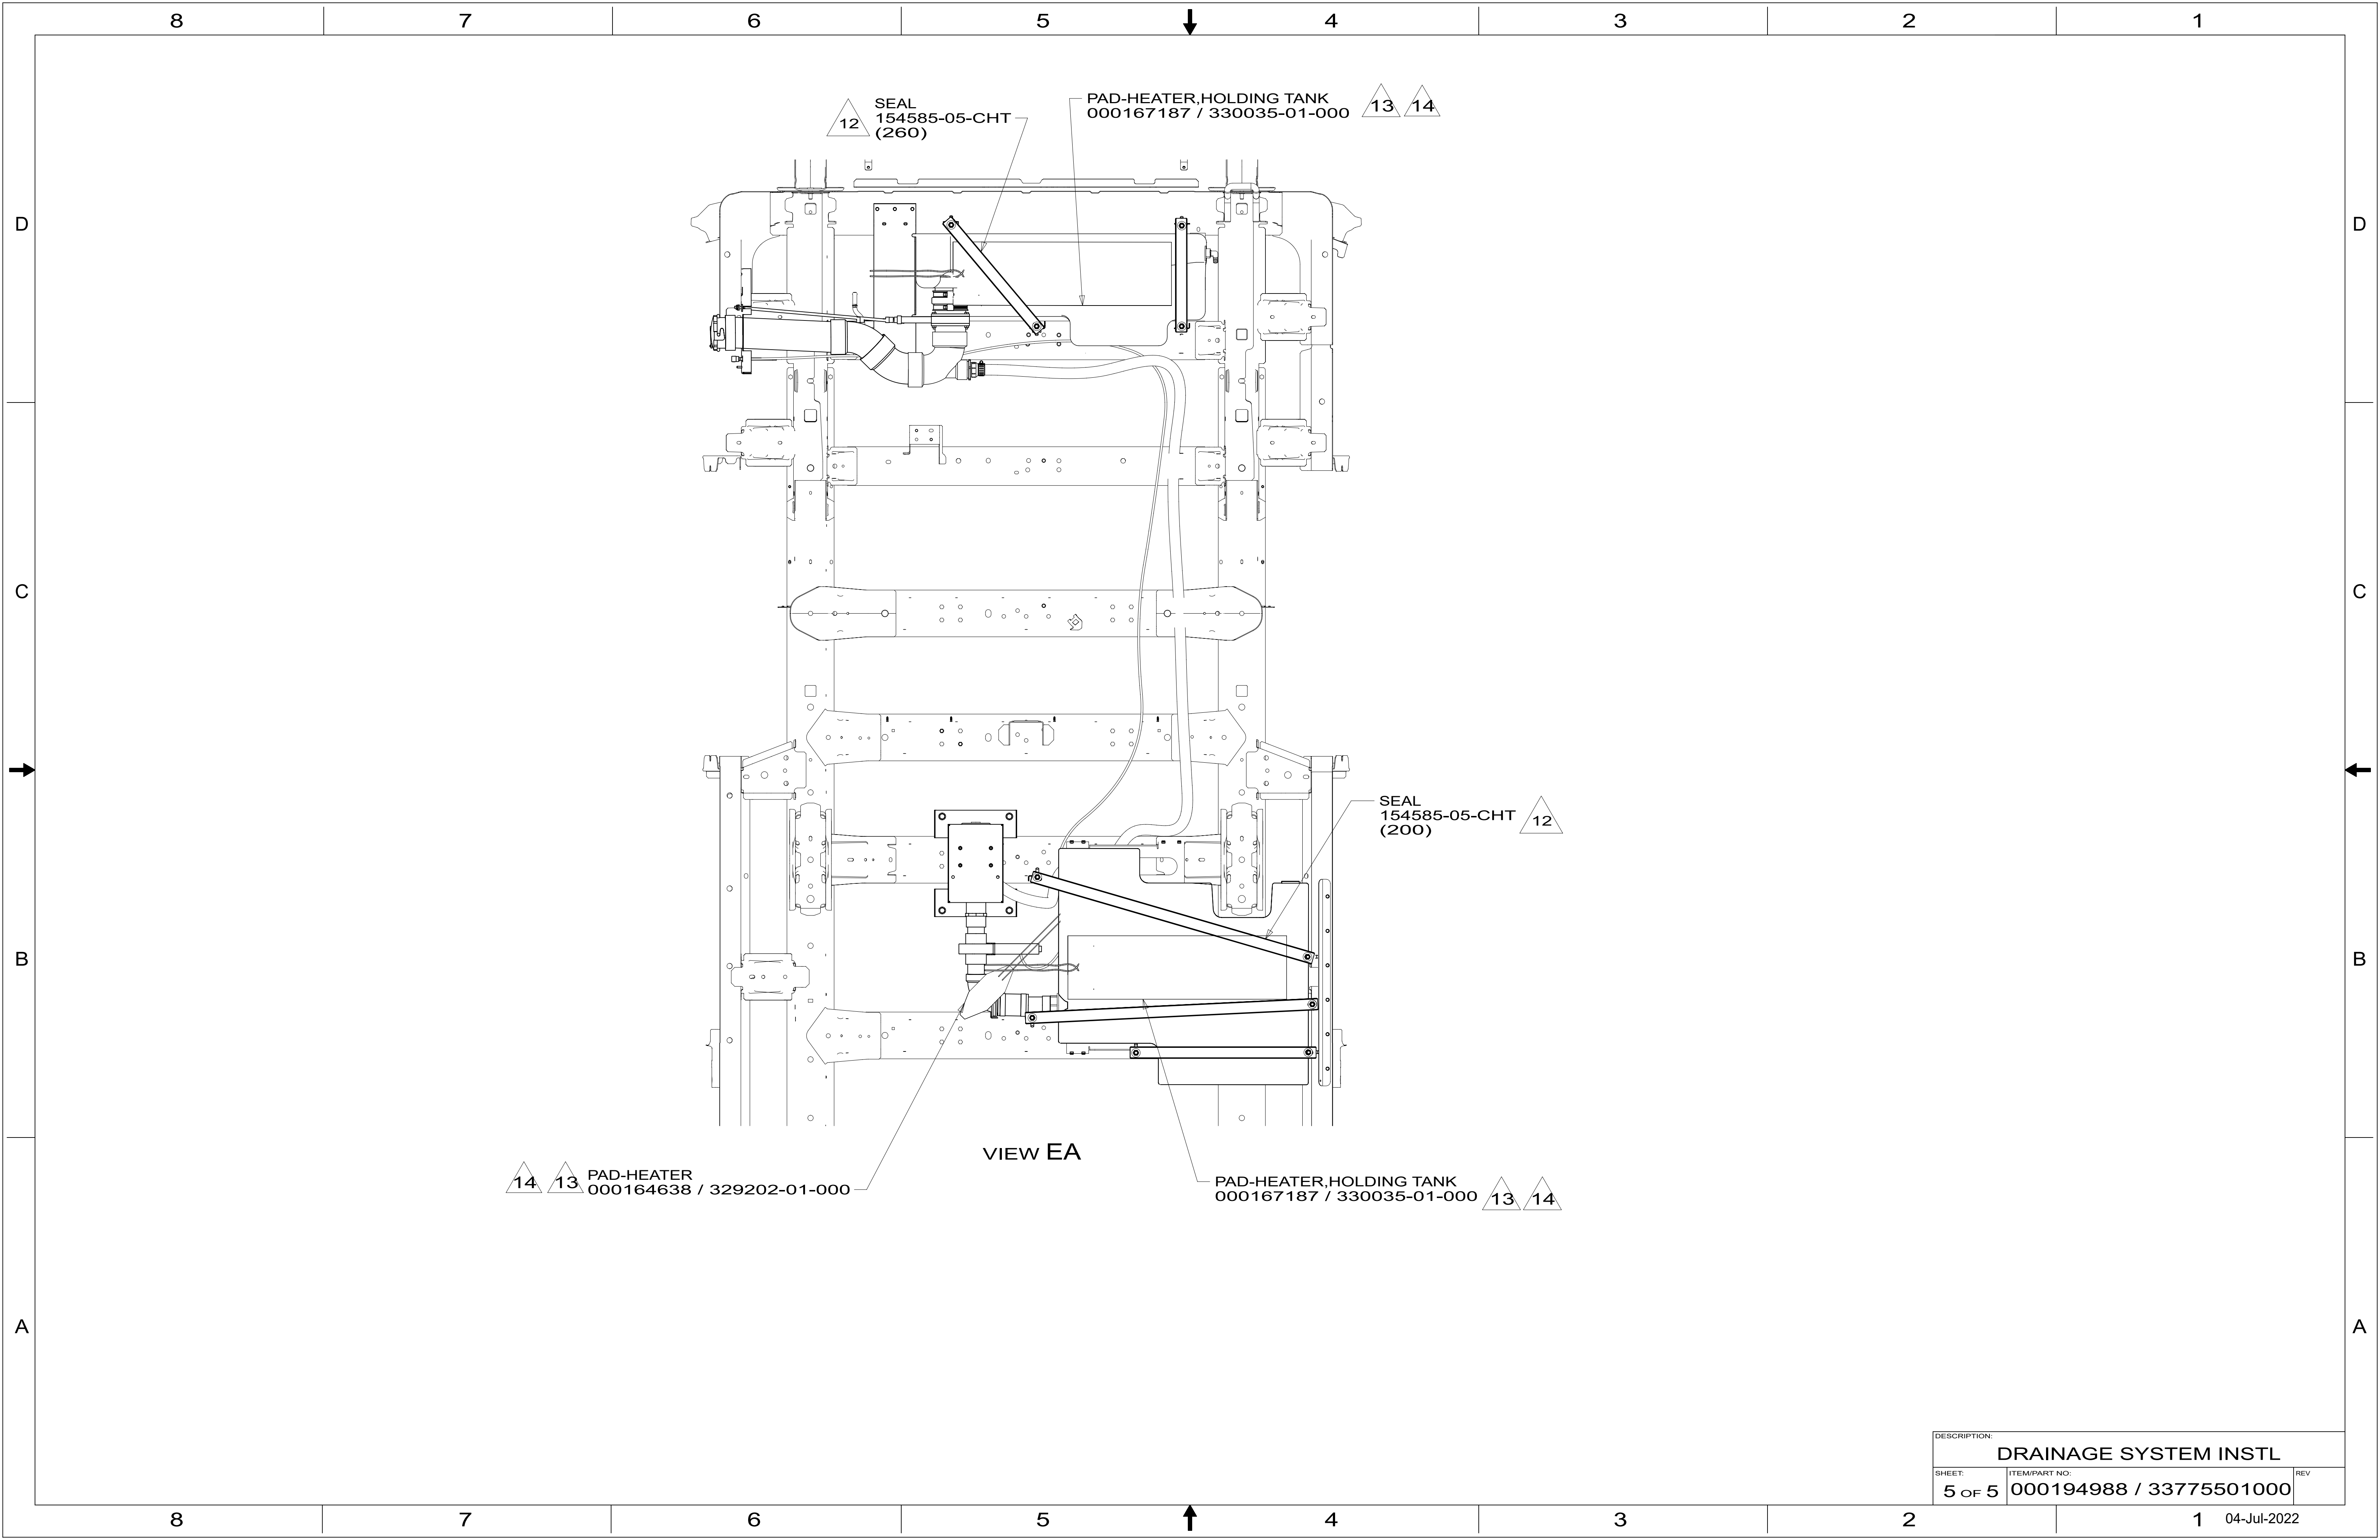 8 7 6 5 4 3 2 1
12
SEAL
154585-05-CHT
(260)
PAD-HEATER,HOLDING TANK
000167187 / 330035-01-000
13 14
D D
C C
SEAL
154585-05-CHT
(200)
12
B B
VIEW EA
14 13
PAD-HEATER
000164638 / 329202-01-000
PAD-HEATER,HOLDING TANK
000167187 / 330035-01-000
13 14
A A
DESCRIPTION:
DRAINAGE SYSTEM INSTL
SHEET:
5 OF 5
ITEM/PART NO:
000194988 / 33775501000
REV
8 7 6 5 4 3 2 1
04-Jul-2022